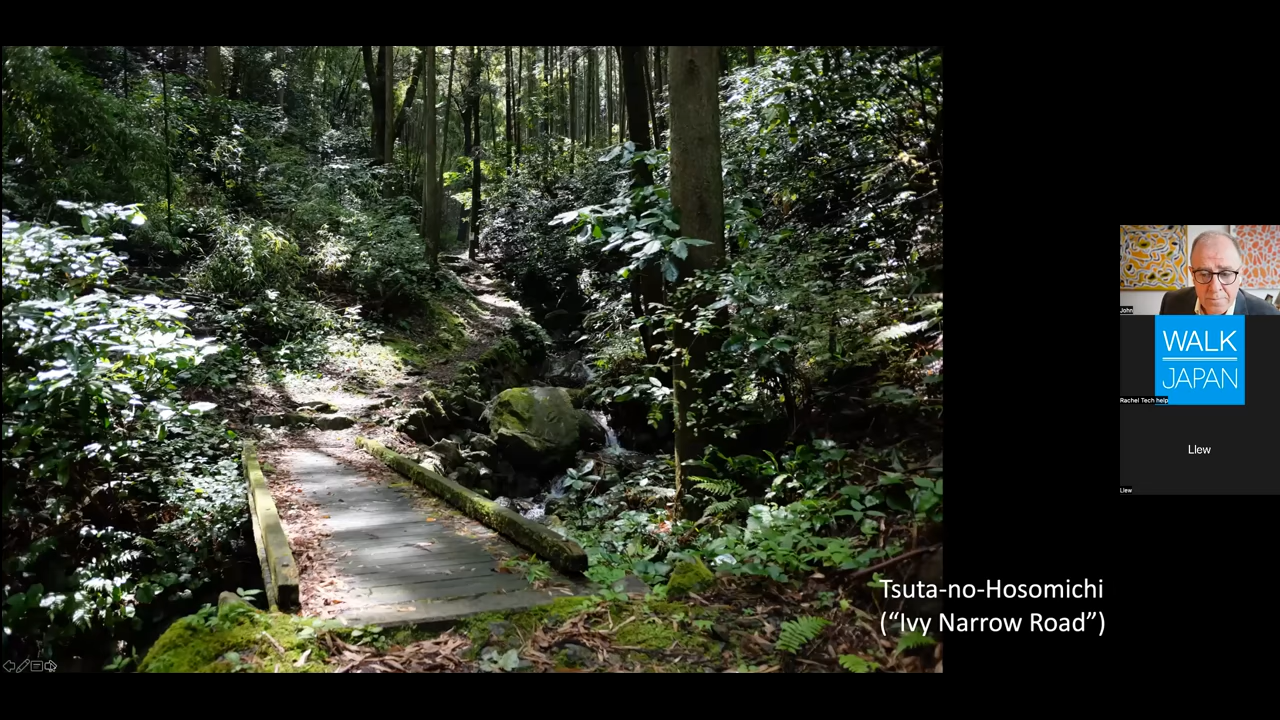 John
WALK
JAPAN
Rachel Tech help
Llew
Llew
Tsuta-no-Hosomichi
(“Ivy Narrow Road”)